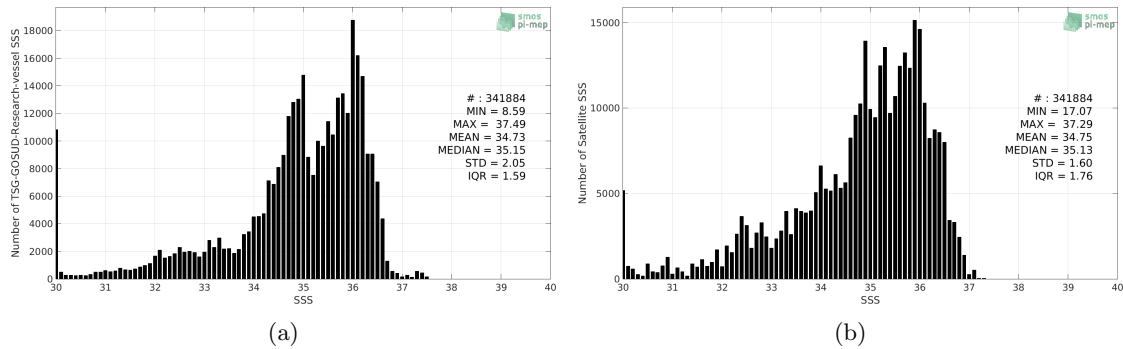 18000
16000
14000
12000
10000
8000
6000
4000
2000
0
Number of TSG-GOSUD-Research-vessel SSS
smos
pi-mep
# : 341884
MIN = 8.59
MAX = 37.49
MEAN = 34.73
MEDIAN = 35.15
STD = 2.05
IQR = 1.59
30 31 32 33 34 35 36 37 38 39 40
SSS
(a)
15000
10000
5000
0
Number of Satellite SSS
smos
pi-mep
# : 341884
MIN = 17.07
MAX = 37.29
MEAN = 34.75
MEDIAN = 35.13
STD = 1.60
IQR = 1.76
30 31 32 33 34 35 36 37 38 39 40
SSS
(b)